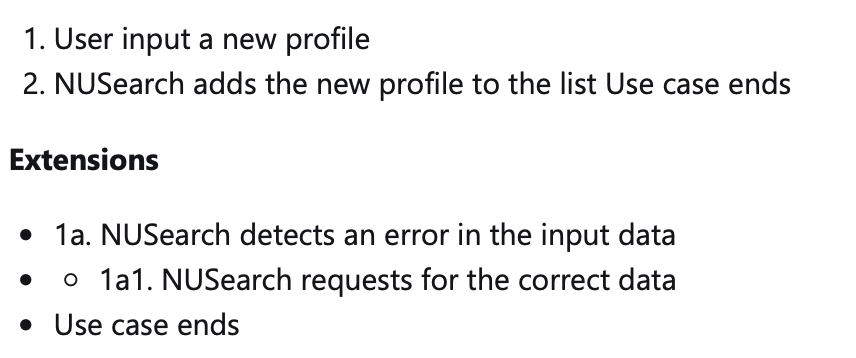 1. User input a new profile
2. NUSearch adds the new profile to the list Use case ends
Extensions
• 1a. NUSearch detects an error in the input data
• ○ 1a1. NUSearch requests for the correct data
• Use case ends